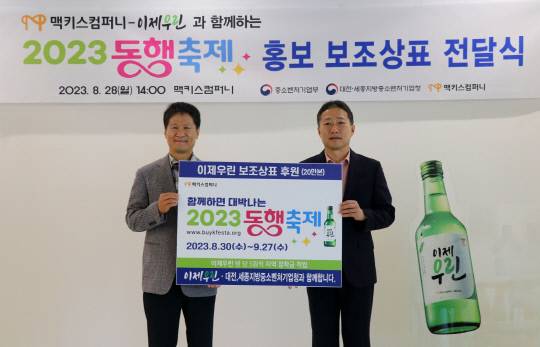 맥키스컴퍼니-이제우린 과 함께하는
2023 동행축제 홍보 보조상표 전달식
2023. 8. 28(월) 14:00 맥키스컴퍼니
중소벤처기업부 대전·세종지방중소벤처기업청 맥키스컴퍼니
이제우린 보조상표 후원 (20만본)
맥키스컴퍼니
함께하면 대박나는
2023 동행축제
www.buykfesta.org
2023.8.30(수)~9.27(수)
이제우린 · 대전,세종지방중소벤처기업청과 함께합니다.
이제
우린